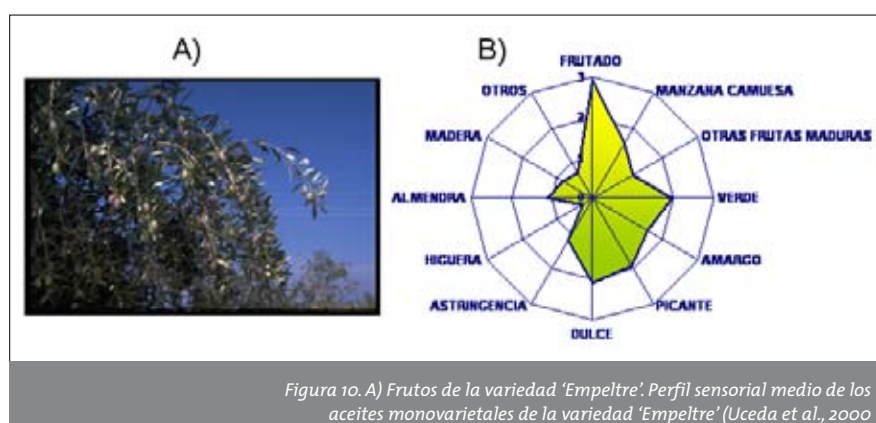 A)
B)
FRUTADO
OTROS
MANZANA CAMUESA
MADERA
OTRAS FRUTAS MADURAS
ALMENDRA
VERDE
HIGUERA
AMARGO
ASTRINGENCIA
PICANTE
DULCE
3
2
1
0
Figura 10. A) Frutos de la variedad ‘Empeltre’. Perfil sensorial medio de los
aceites monovarietales de la variedad ‘Empeltre’ (Uceda et al., 2000